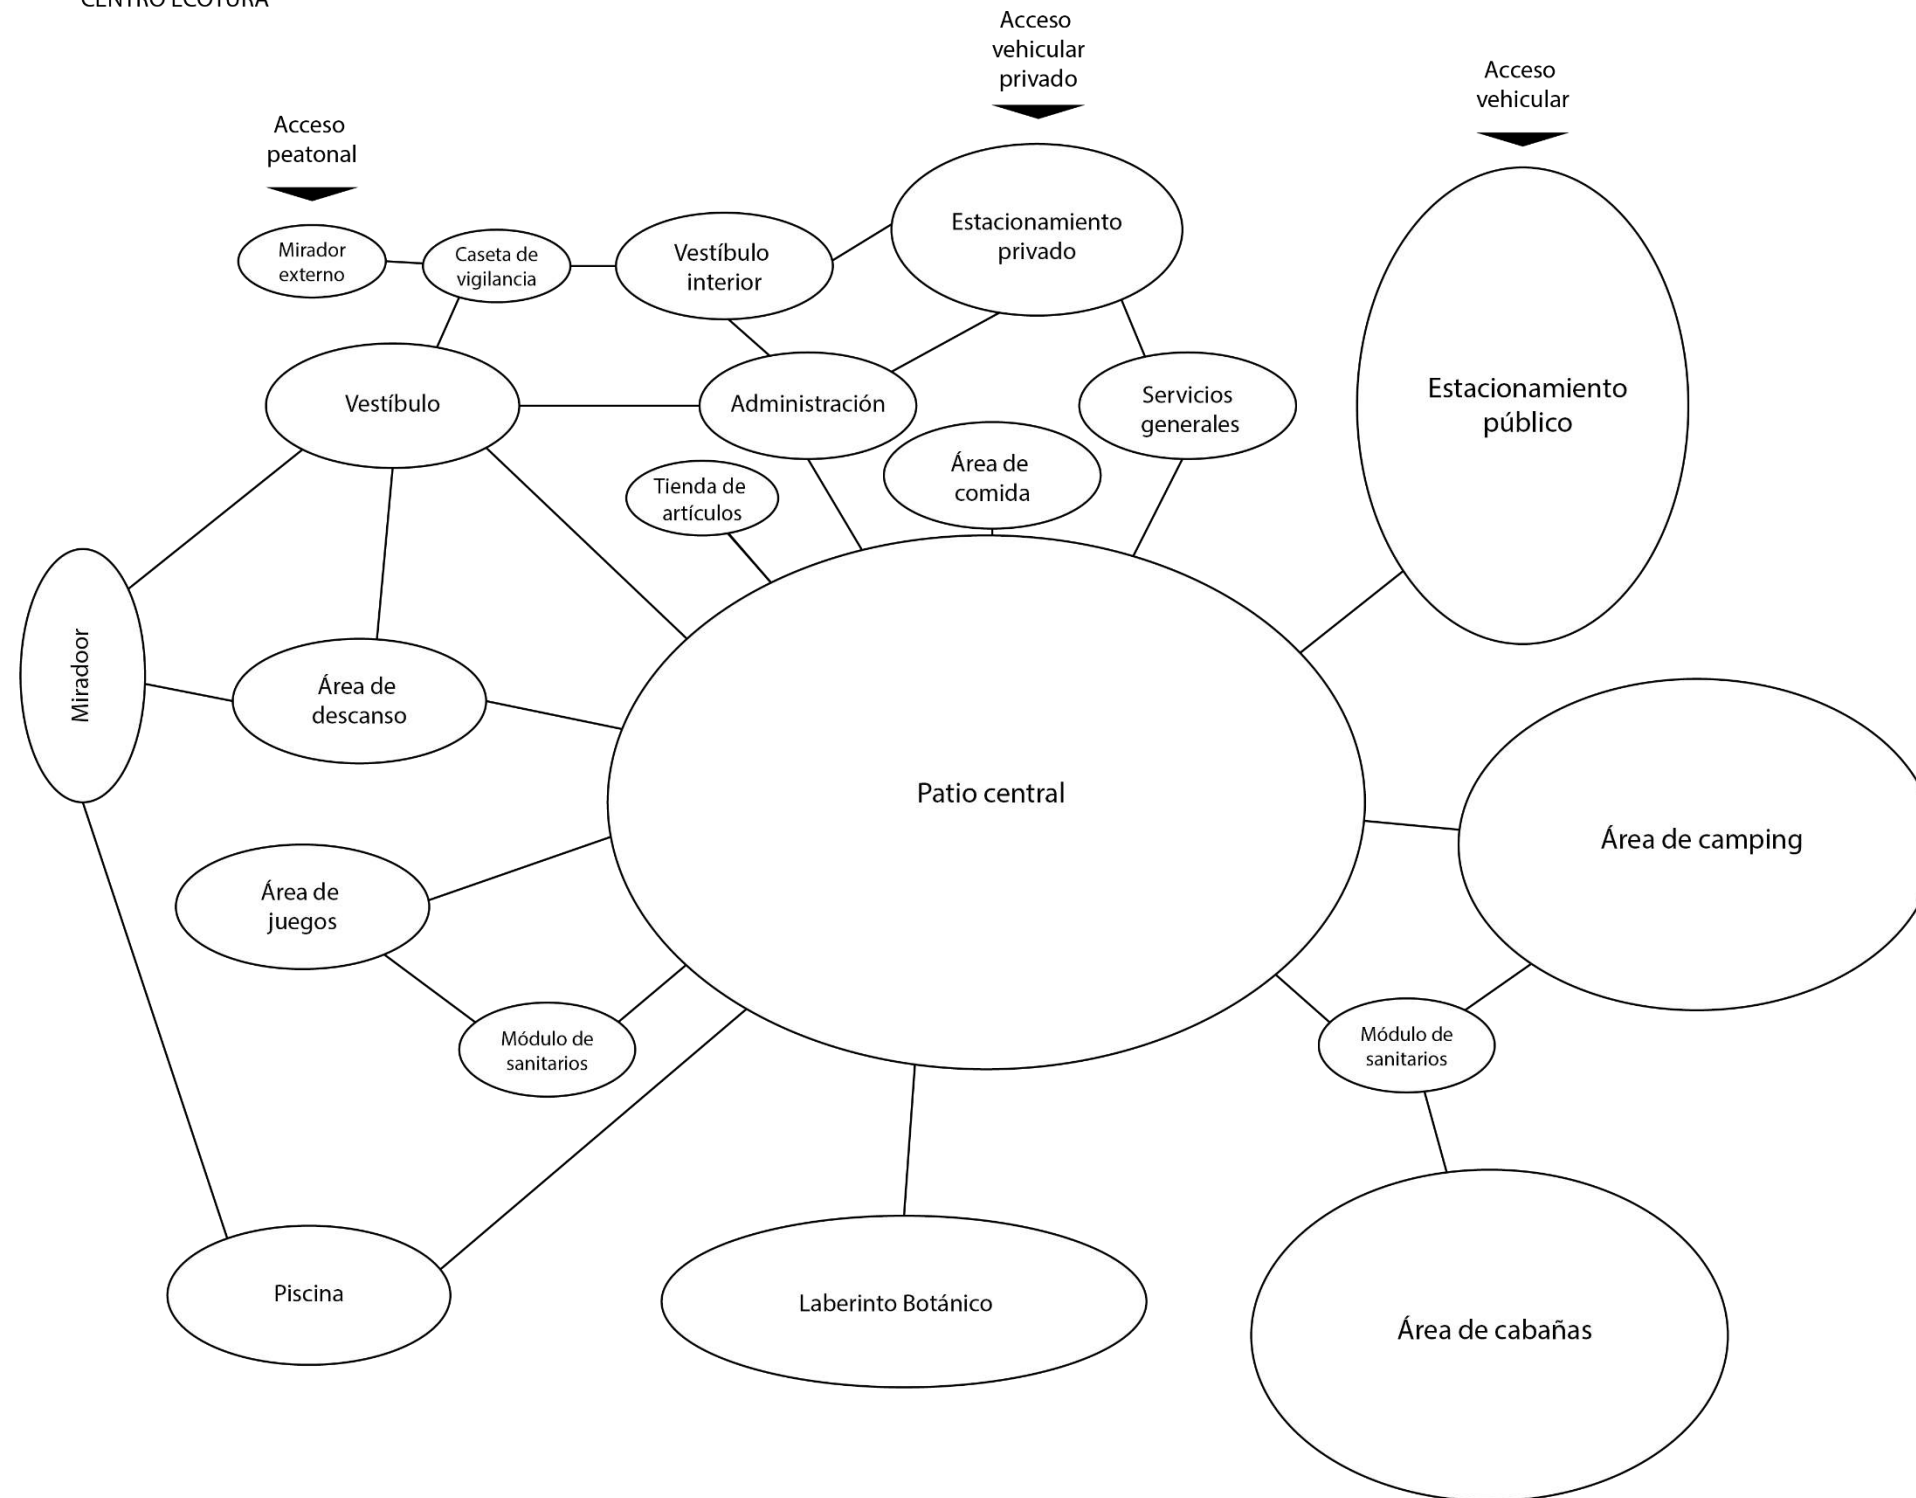 CENTRO ECOTURA
Acceso
vehicular
privado
Acceso
vehicular
Acceso
peatonal
Mirador
externo
Caseta de
vigilancia
Vestíbulo
interior
Estacionamiento
privado
Vestíbulo
Administración
Servicios
generales
Estacionamiento
público
Área de
comida
Tienda de
artículos
Miradoor
Área de
descanso
Patio central
Área de camping
Área de
juegos
Módulo de
sanitarios
Módulo de
sanitarios
Piscina
Laberinto Botánico
Área de cabañas